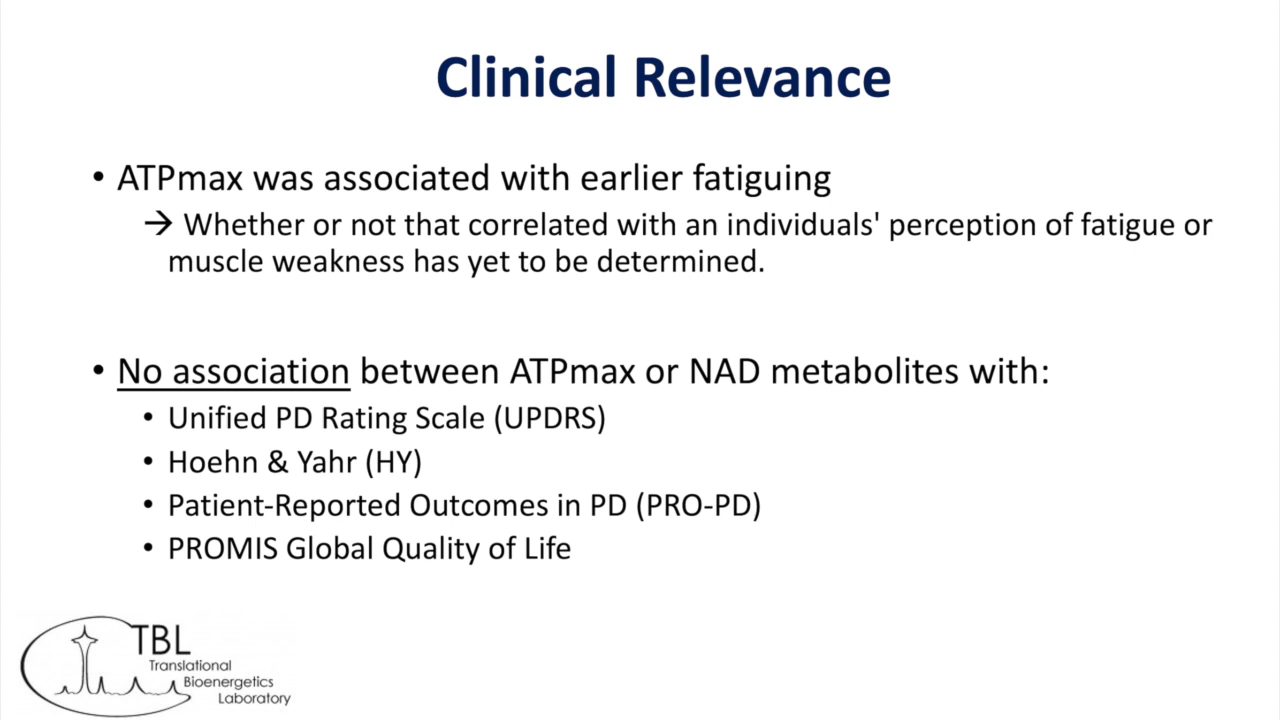 Clinical Relevance
• ATPmax was associated with earlier fatiguing
→ Whether or not that correlated with an individuals' perception of fatigue or
muscle weakness has yet to be determined.
• No association between ATPmax or NAD metabolites with:
• Unified PD Rating Scale (UPDRS)
• Hoehn & Yahr (HY)
• Patient-Reported Outcomes in PD (PRO-PD)
• PROMIS Global Quality of Life
TBL
Translational
Bioenergetics
Laboratory